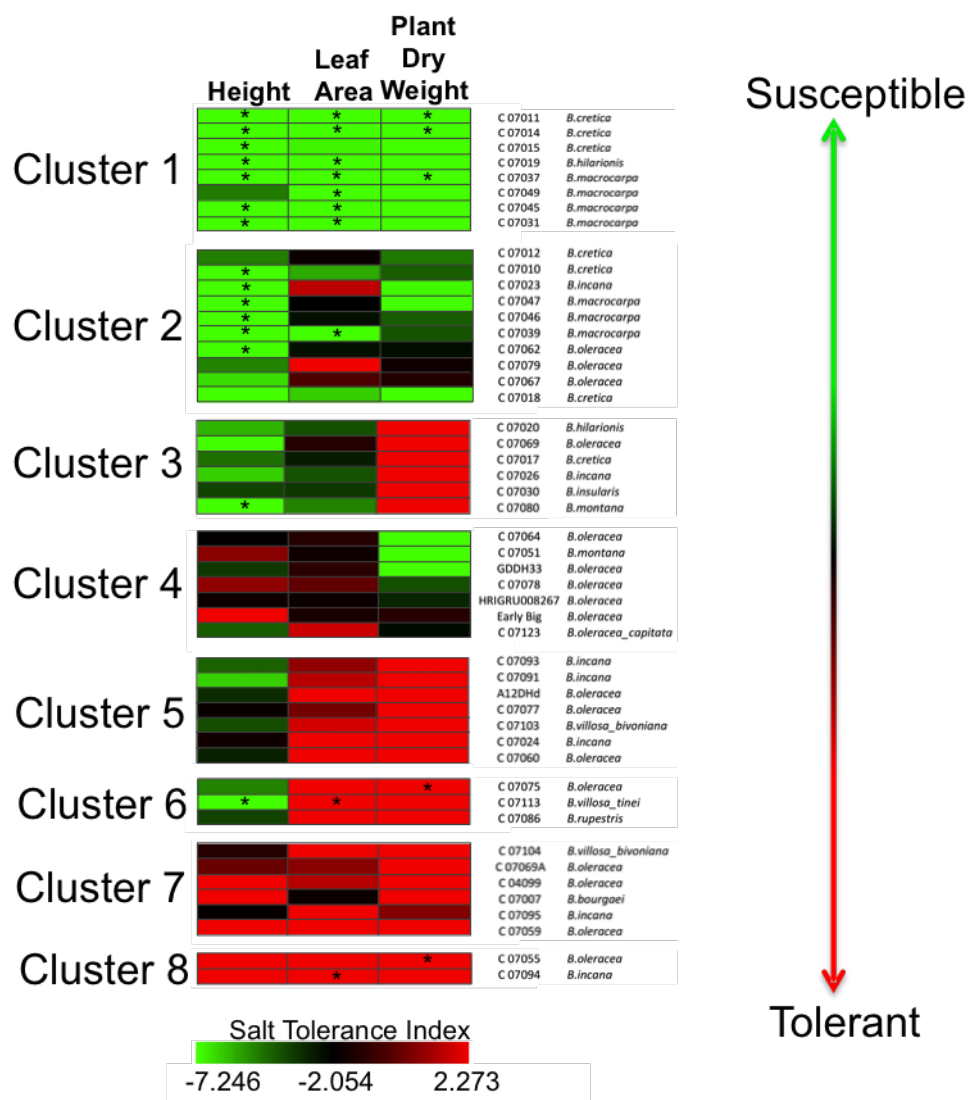 Height Leaf Area Plant Dry Weight
Susceptible
Cluster 1
* * * C 07011 B.cretica
* * * C 07014 B.cretica
* C 07015 B.cretica
* * C 07019 B.hilarionis
* * * C 07037 B.macrocarpa
* C 07049 B.macrocarpa
* * C 07045 B.macrocarpa
* * C 07031 B.macrocarpa
Cluster 2
C 07012 B.cretica
* C 07010 B.cretica
* C 07023 B.incana
* C 07047 B.macrocarpa
* C 07046 B.macrocarpa
* * C 07039 B.macrocarpa
* C 07062 B.oleracea
C 07079 B.oleracea
C 07067 B.oleracea
C 07018 B.cretica
Cluster 3
C 07020 B.hilarionis
C 07069 B.oleracea
C 07017 B.cretica
C 07026 B.incana
C 07030 B.insularis
* C 07080 B.montana
Cluster 4
C 07064 B.oleracea
C 07051 B.montana
GDDH33 B.oleracea
C 07078 B.oleracea
HRIGRU008267 B.oleracea
Early Big B.oleracea
C 07123 B.oleracea_capitata
Cluster 5
C 07093 B.incana
C 07091 B.incana
A12DHd B.oleracea
C 07077 B.oleracea
C 07103 B.villosa_bivoniana
C 07024 B.incana
C 07060 B.oleracea
Cluster 6
* C 07075 B.oleracea
* * C 07113 B.villosa_tinei
C 07086 B.rupestris
Cluster 7
C 07104 B.villosa_bivoniana
C 07069A B.oleracea
C 04099 B.oleracea
C 07007 B.bourgaei
C 07095 B.incana
C 07059 B.oleracea
Cluster 8
* C 07055 B.oleracea
* C 07094 B.incana
Tolerant
Salt Tolerance Index
-7.246 -2.054 2.273